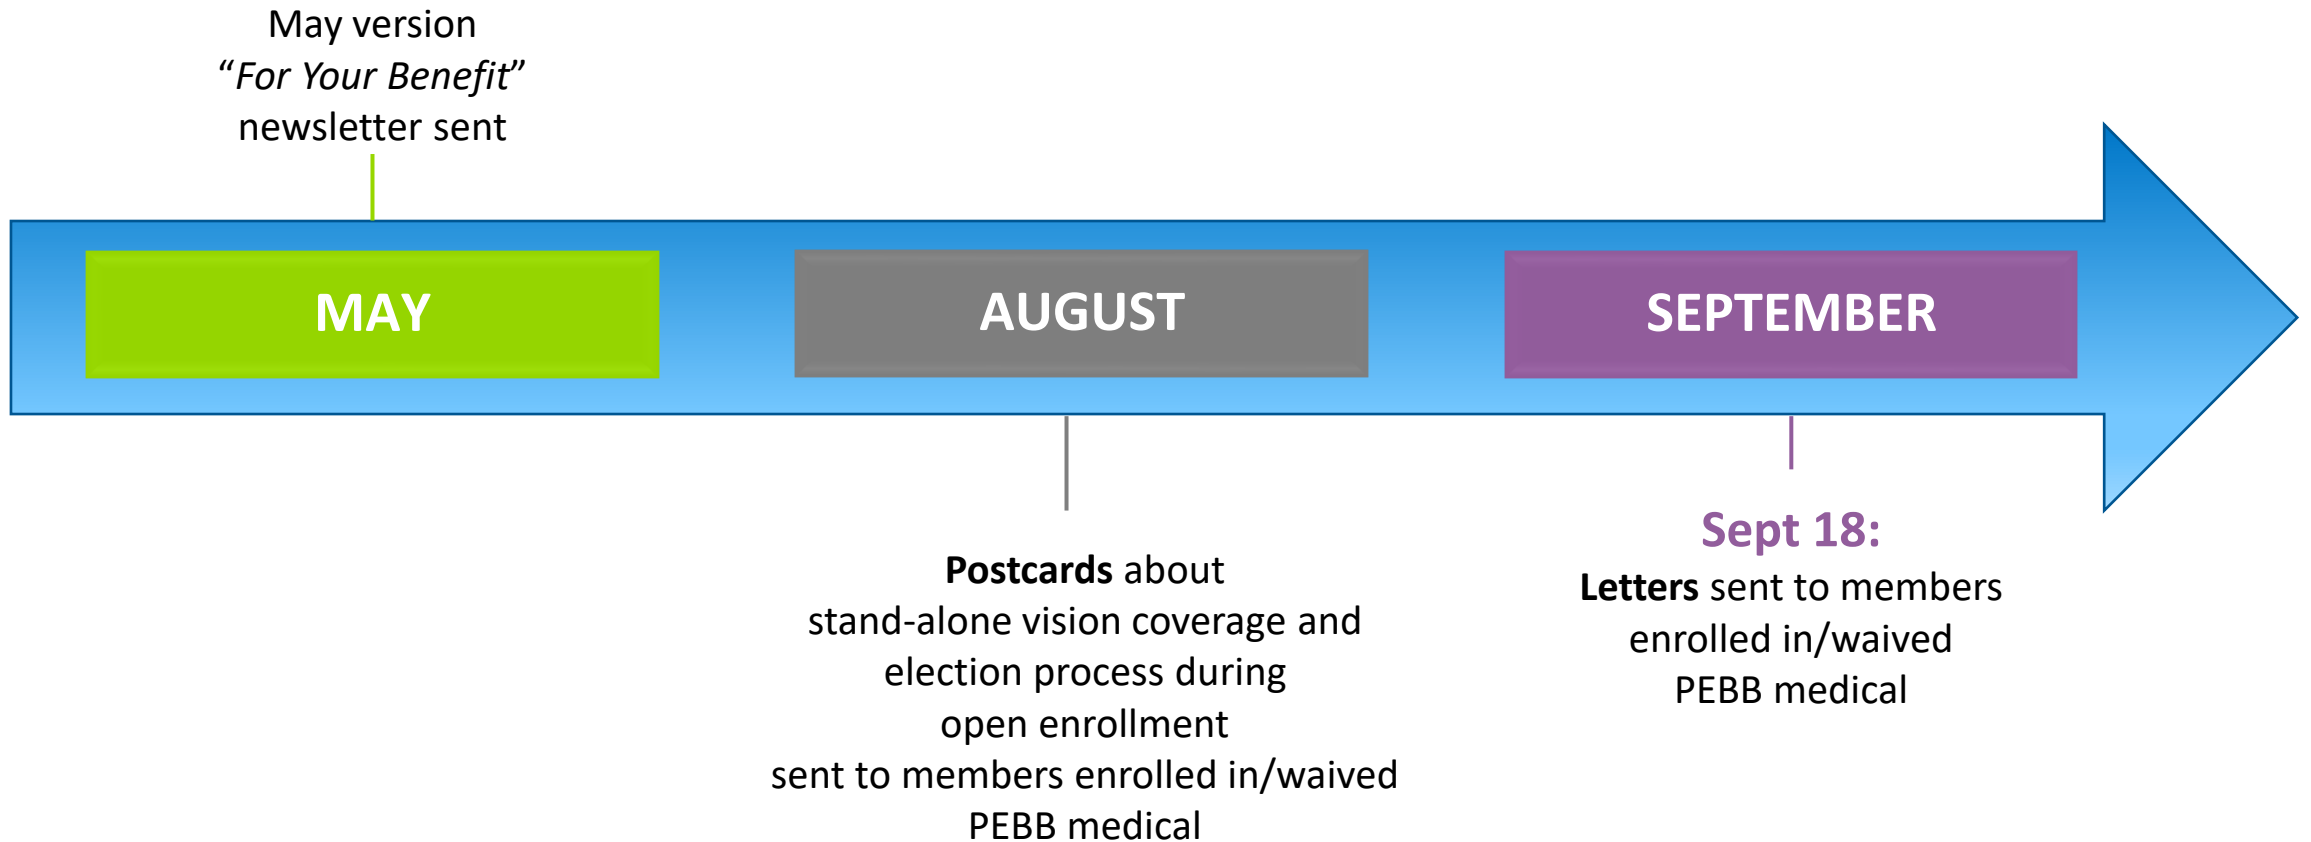 May version
“For Your Benefit”
newsletter sent
MAY
AUGUST
SEPTEMBER
Postcards about
stand-alone vision coverage and
election process during
open enrollment
sent to members enrolled in/waived
PEBB medical
Sept 18:
Letters sent to members
enrolled in/waived
PEBB medical